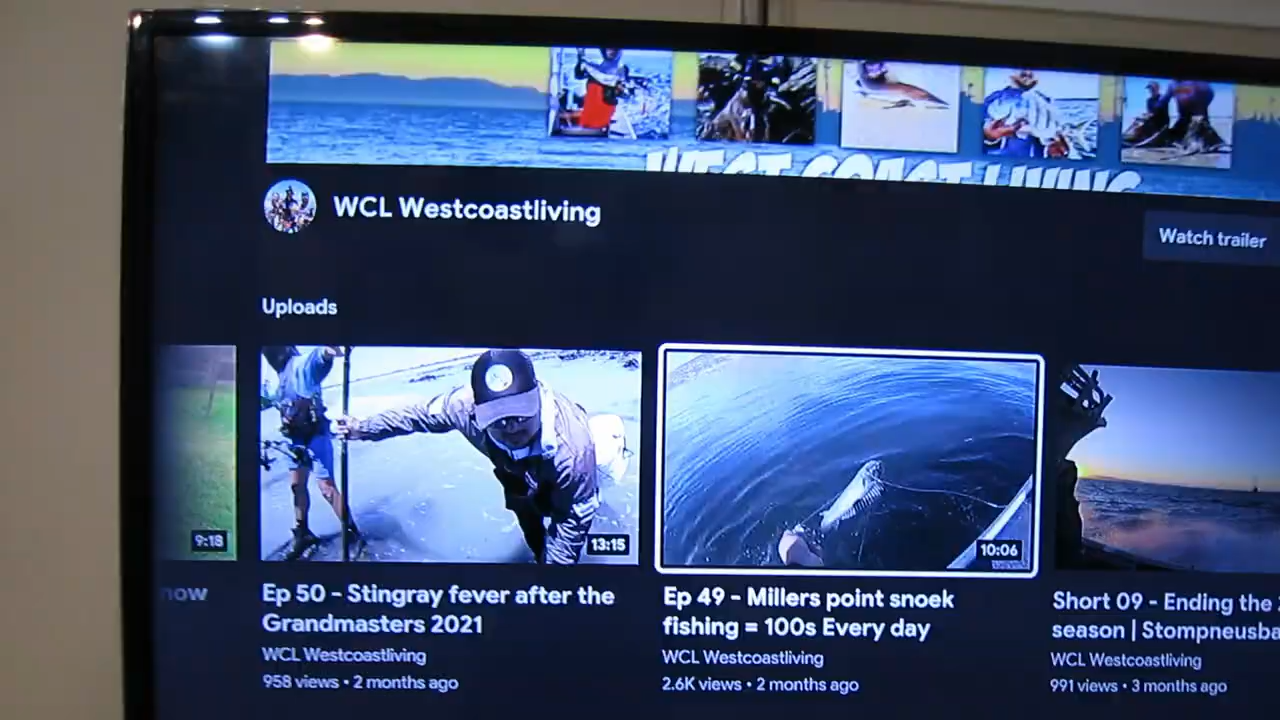 WEST COAST LIVING
WCL Westcoastliving
Watch trailer
Uploads
9:18
13:15
10:06
now
Ep 50 - Stingray fever after the
Grandmasters 2021
WCL Westcoastliving
958 views • 2 months ago
Ep 49 - Millers point snoek
fishing = 100s Every day
WCL Westcoastliving
2.6K views • 2 months ago
Short 09 - Ending the
season | Stompneusba
WCL Westcoastliving
991 views • 3 months ago